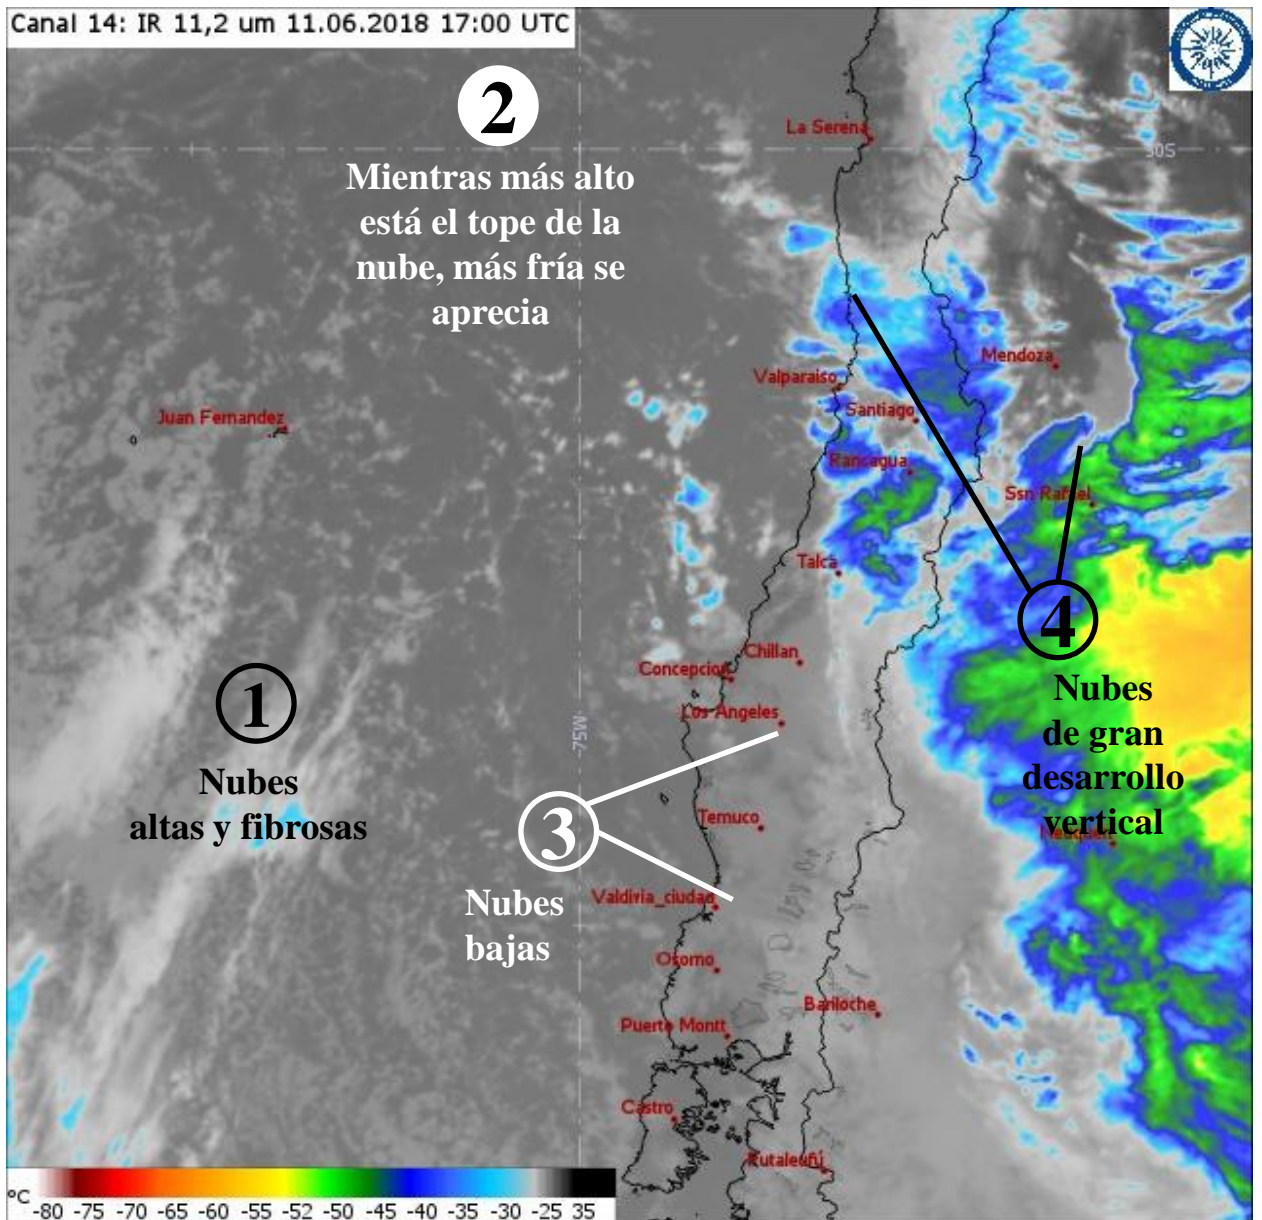 Canal 14: IR 11,2 um 11.06.2018 17:00 UTC
2
Mientras más alto
está el tope de la
nube, más fría se
aprecia
La Serena
30S
Mendoza
Valparaiso
Santiago
Juan Fernandez
Rancagua
Ssn Rafael
Talca
4
Nubes
de gran
desarrollo
vertical
Neuquen
Chillan
Concepcion
Los Angeles
75W
1
Nubes
altas y fibrosas
3
Nubes
bajas
Temuco
Valdivia_ciudad
Osorno
Bariloche
Puerto Montt
Castro
Futaleufú
°C -80 -75 -70 -65 -60 -55 -52 -50 -45 -40 -35 -30 -25 35